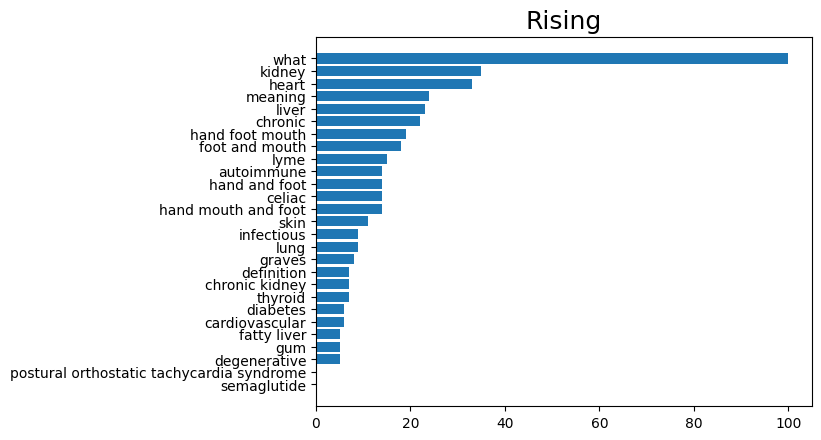 Rising
what
kidney
heart
meaning
liver
chronic
hand foot mouth
foot and mouth
lyme
autoimmune
hand and foot
celiac
hand mouth and foot
skin
infectious
lung
graves
definition
chronic kidney
thyroid
diabetes
cardiovascular
fatty liver
gum
degenerative
postural orthostatic tachycardia syndrome
semaglutide
0 20 40 60 80 100